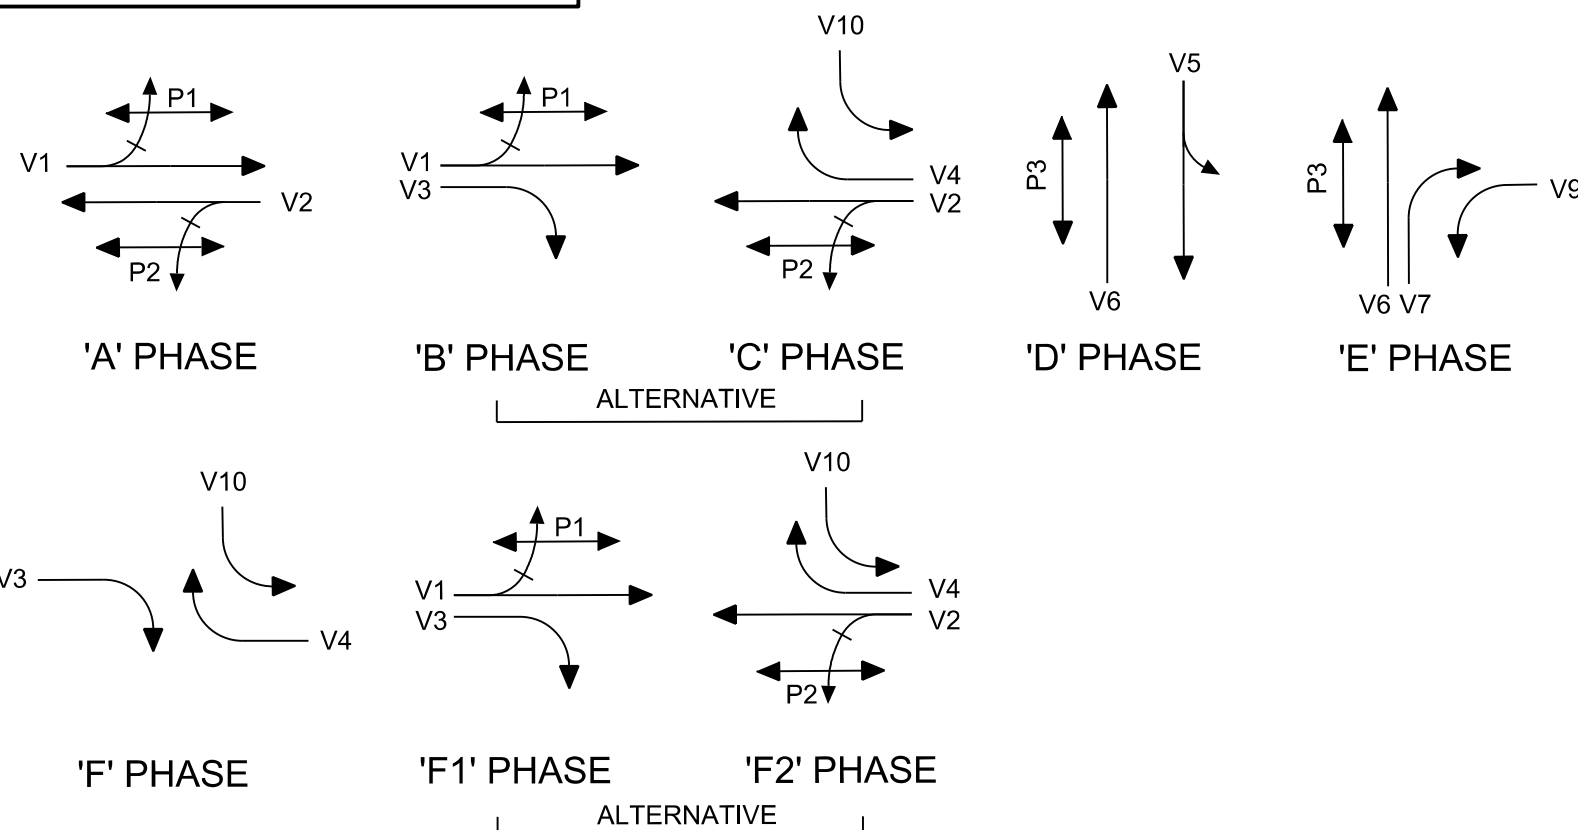 V10
P1
V1
V2
P2
'A' PHASE
P1
V1
V3
'B' PHASE
V4
V2
P2
'C' PHASE
ALTERNATIVE
V5
P3
V6
'D' PHASE
P3
V9
V6 V7
'E' PHASE
V10
V3
V4
'F' PHASE
P1
V1
V3
'F1' PHASE
V10
V4
V2
P2
'F2' PHASE
ALTERNATIVE